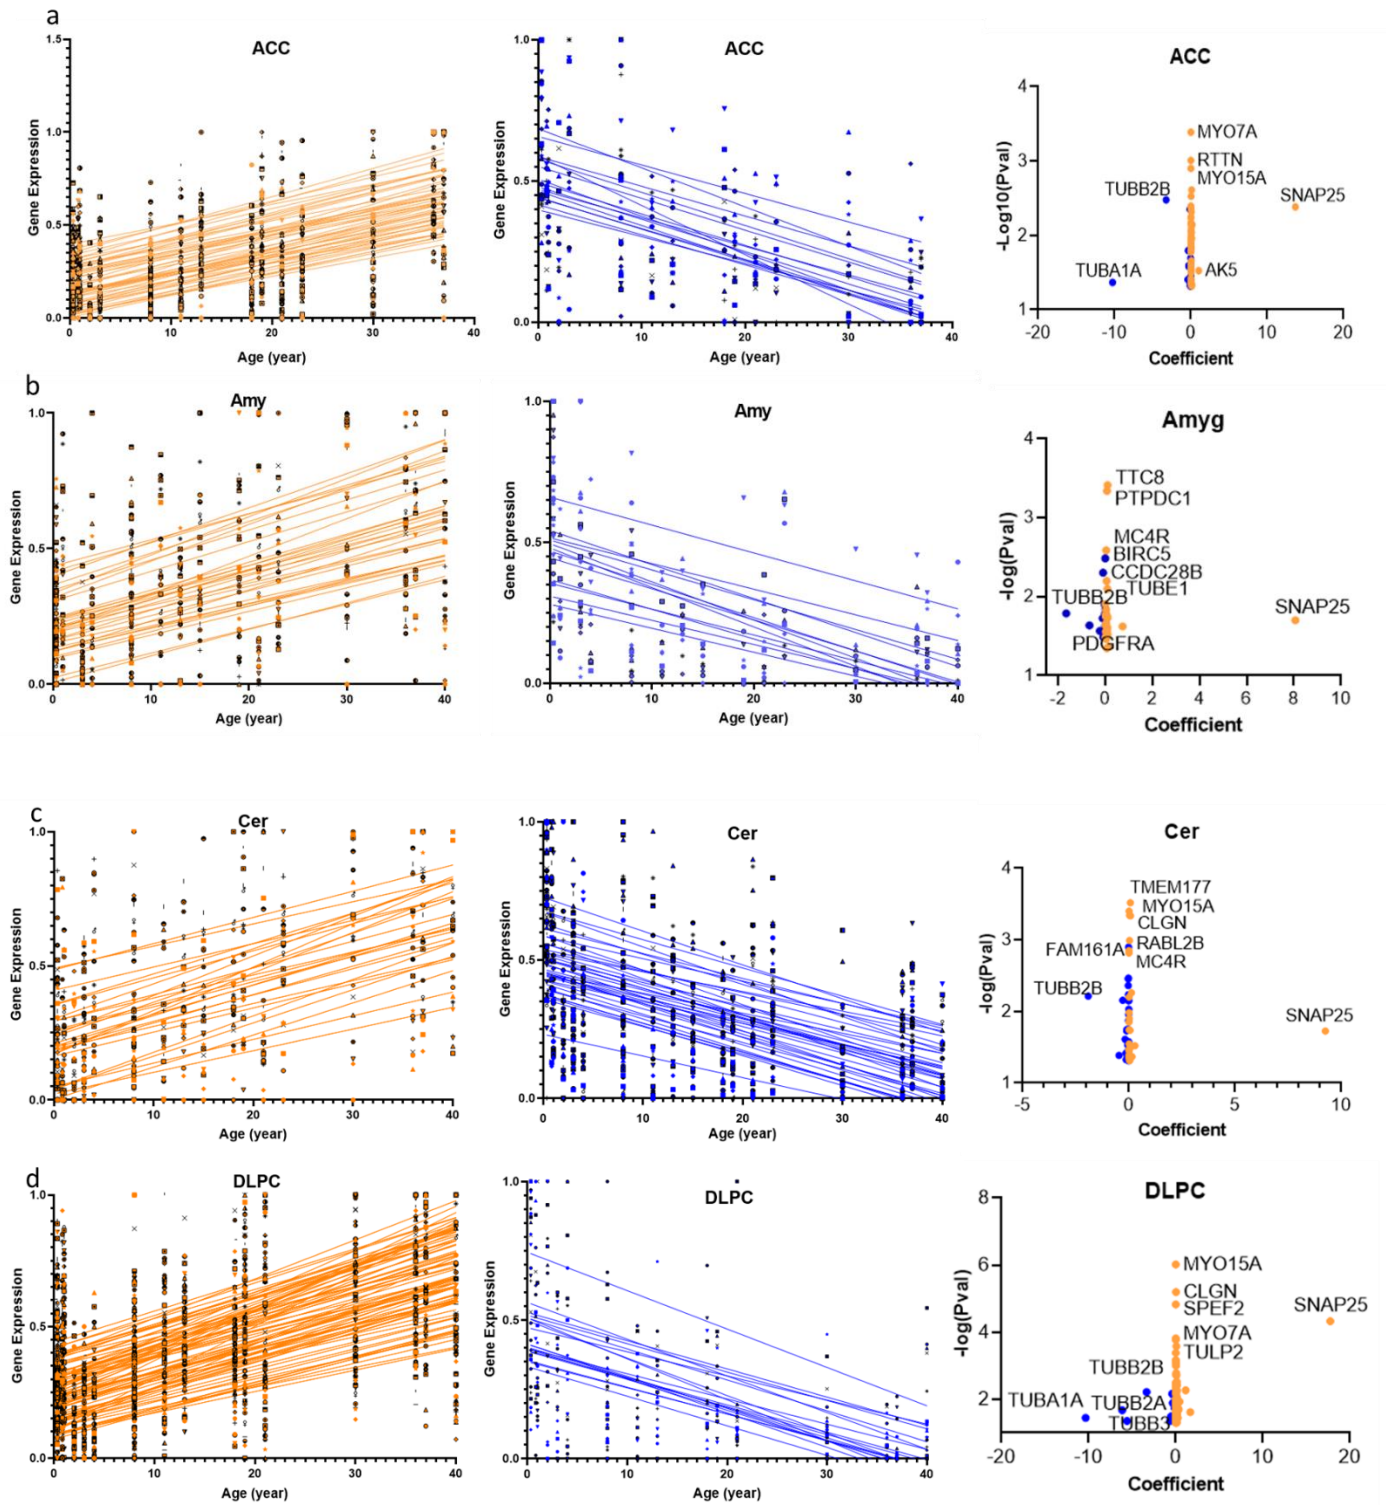 a
ACC
Gene Expression
1.5
1.0
0.5
0.0
0 10 20 30 40
Age (year)
ACC
Gene Expression
1.0
0.5
0.0
0 10 20 30 40
Age (year)
ACC
-Log10(Pval)
4
3
2
1
MYO7A
RTTN
MYO15A
TUBB2B
SNAP25
TUBA1A
AK5
-20 -10 0 10 20
Coefficient
b
Amy
Gene Expression
1.0
0.5
0.0
0 10 20 30 40
Age (year)
Amy
Gene Expression
1.0
0.5
0.0
0 10 20 30 40
Age (year)
Amyg
-log(Pval)
4
3
2
1
TTC8
PTPDC1
MC4R
BIRC5
CCDC28B
TUBE1
TUBB2B
SNAP25
PDGFRA
-2 0 2 4 6 8 10
Coefficient
c
Cer
Gene Expression
1.0
0.5
0.0
0 10 20 30 40
Age (year)
Cer
Gene Expression
1.0
0.5
0.0
0 10 20 30 40
Age (year)
Cer
-log(Pval)
4
3
2
1
TMEM177
MYO15A
CLGN
RABL2B
FAM161A
MC4R
TUBB2B
SNAP25
-5 0 5 10
Coefficient
d
DLPC
Gene Expression
1.0
0.5
0.0
0 10 20 30 40
Age (year)
DLPC
Gene Expression
1.0
0.5
0.0
0 10 20 30 40
Age (year)
DLPC
-log(Pval)
8
6
4
2
MYO15A
CLGN
SPEF2
SNAP25
MYO7A
TULP2
TUBB2B
TUBA1A
TUBB2A
TUBB3
-20 -10 0 10 20
Coefficient